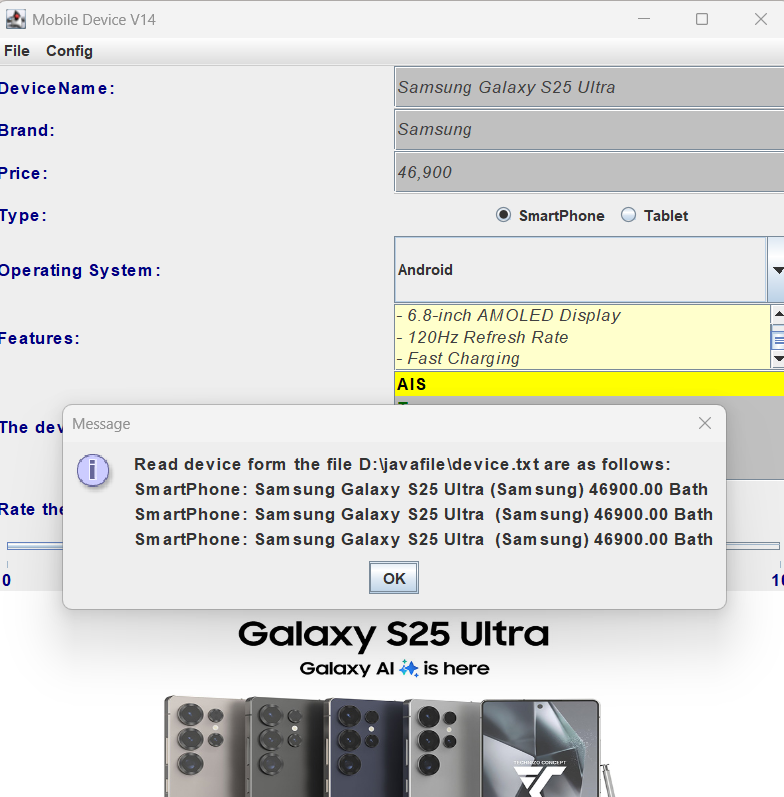 Mobile Device V14
File Config
DeviceName: Samsung Galaxy S25 Ultra
Brand: Samsung
Price: 46,900
Type: SmartPhone Tablet
Operating System: Android
Features: - 6.8-inch AMOLED Display
- 120Hz Refresh Rate
- Fast Charging
AIS
The dev
Message
Read device form the file D:\javafile\device.txt are as follows:
SmartPhone: Samsung Galaxy S25 Ultra (Samsung) 46900.00 Bath
SmartPhone: Samsung Galaxy S25 Ultra  (Samsung) 46900.00 Bath
SmartPhone: Samsung Galaxy S25 Ultra  (Samsung) 46900.00 Bath
OK
Rate the
0 10
Galaxy S25 Ultra
Galaxy AI is here
TECHNIZO CONCEPT